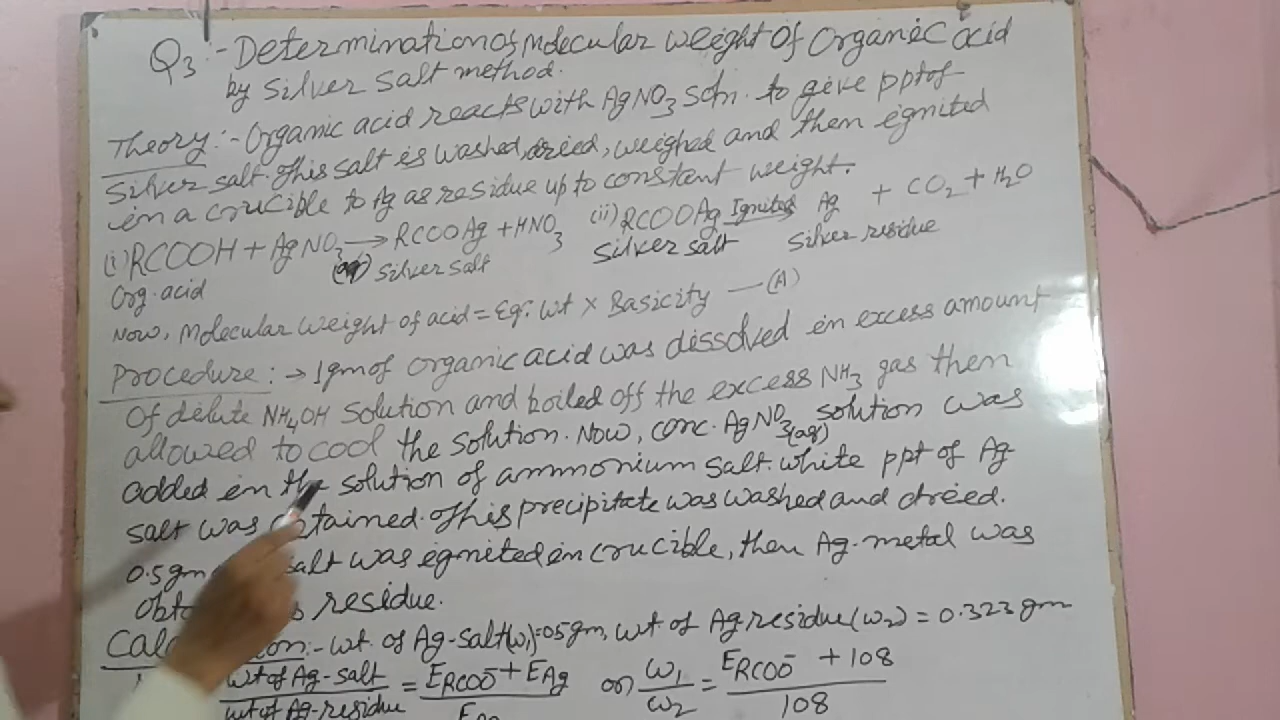 Q3:- Determination of Molecular weight Of Organic acid
by Silver Salt method.
Theory:- Organic acid reacts with AgNO3 Soln. to give ppt of
Silver salt. This salt is washed, dried, weighed and then egnited
in a crucible to Ag as residue up to constant weight.
(i) RCOOH + AgNO3 → RCOOAg + HNO3 (ii) RCOOAg Ignited Ag + CO2 + H2O
Org. acid Silver Salt Silver salt Silver residue
Now, Molecular Weight of acid = Eq. wt × Basicity — (A)
Procedure: → 1gm of organic acid was dissolved in excess amount
Of delute NH4OH Solution and boiled off the excess NH3 gas then
allowed to cool the solution. Now, conc. AgNO3(aq) solution was
added in the solution of ammonium salt. white ppt of Ag-
salt was obtained. This precipitate was washed and dried.
0.5gm salt was egnited in crucible, then Ag-metal was
residue.
Calculation:- wt. of Ag-salt(w1)=0.5gm, wt of Ag residue(w2) = 0.323gm
wt of Ag-salt / wt of Ag-residue = ERCOO- + EAg / or w1 / w2 = ERCOO- + 108 / 108